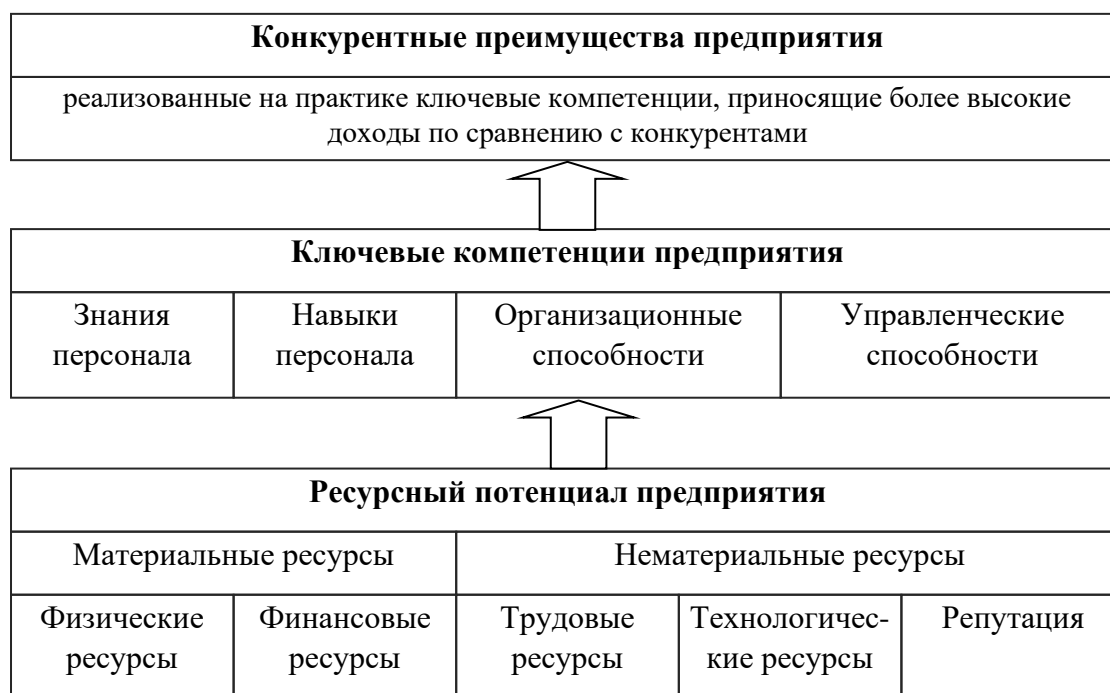 Конкурентные преимущества предприятия
реализованные на практике ключевые компетенции, приносящие более высокие
доходы по сравнению с конкурентами
Ключевые компетенции предприятия
Знания
персонала
Навыки
персонала
Организационные
способности
Управленческие
способности
Ресурсный потенциал предприятия
Материальные ресурсы
Нематериальные ресурсы
Физические
ресурсы
Финансовые
ресурсы
Трудовые
ресурсы
Технологичес-
кие ресурсы
Репутация